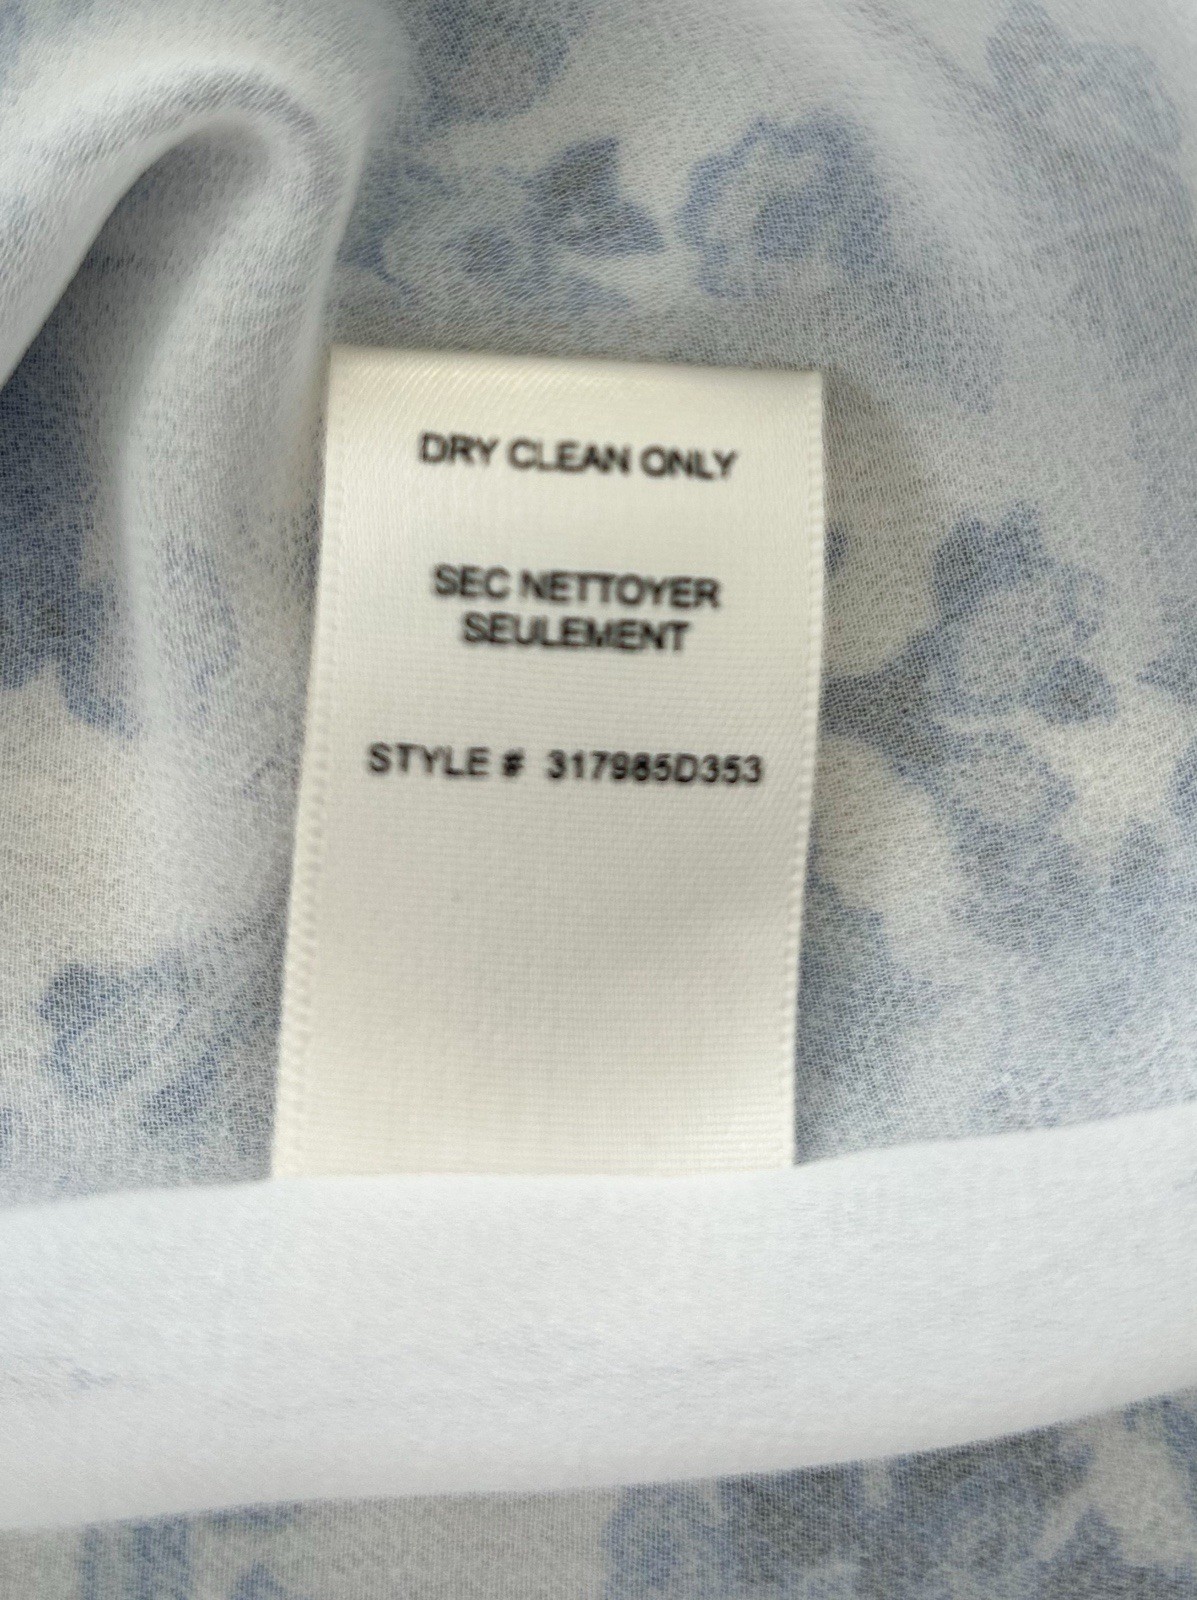 DRY CLEAN ONLY
SEC NETTOYER
SEULEMENT
STYLE # 317985D353